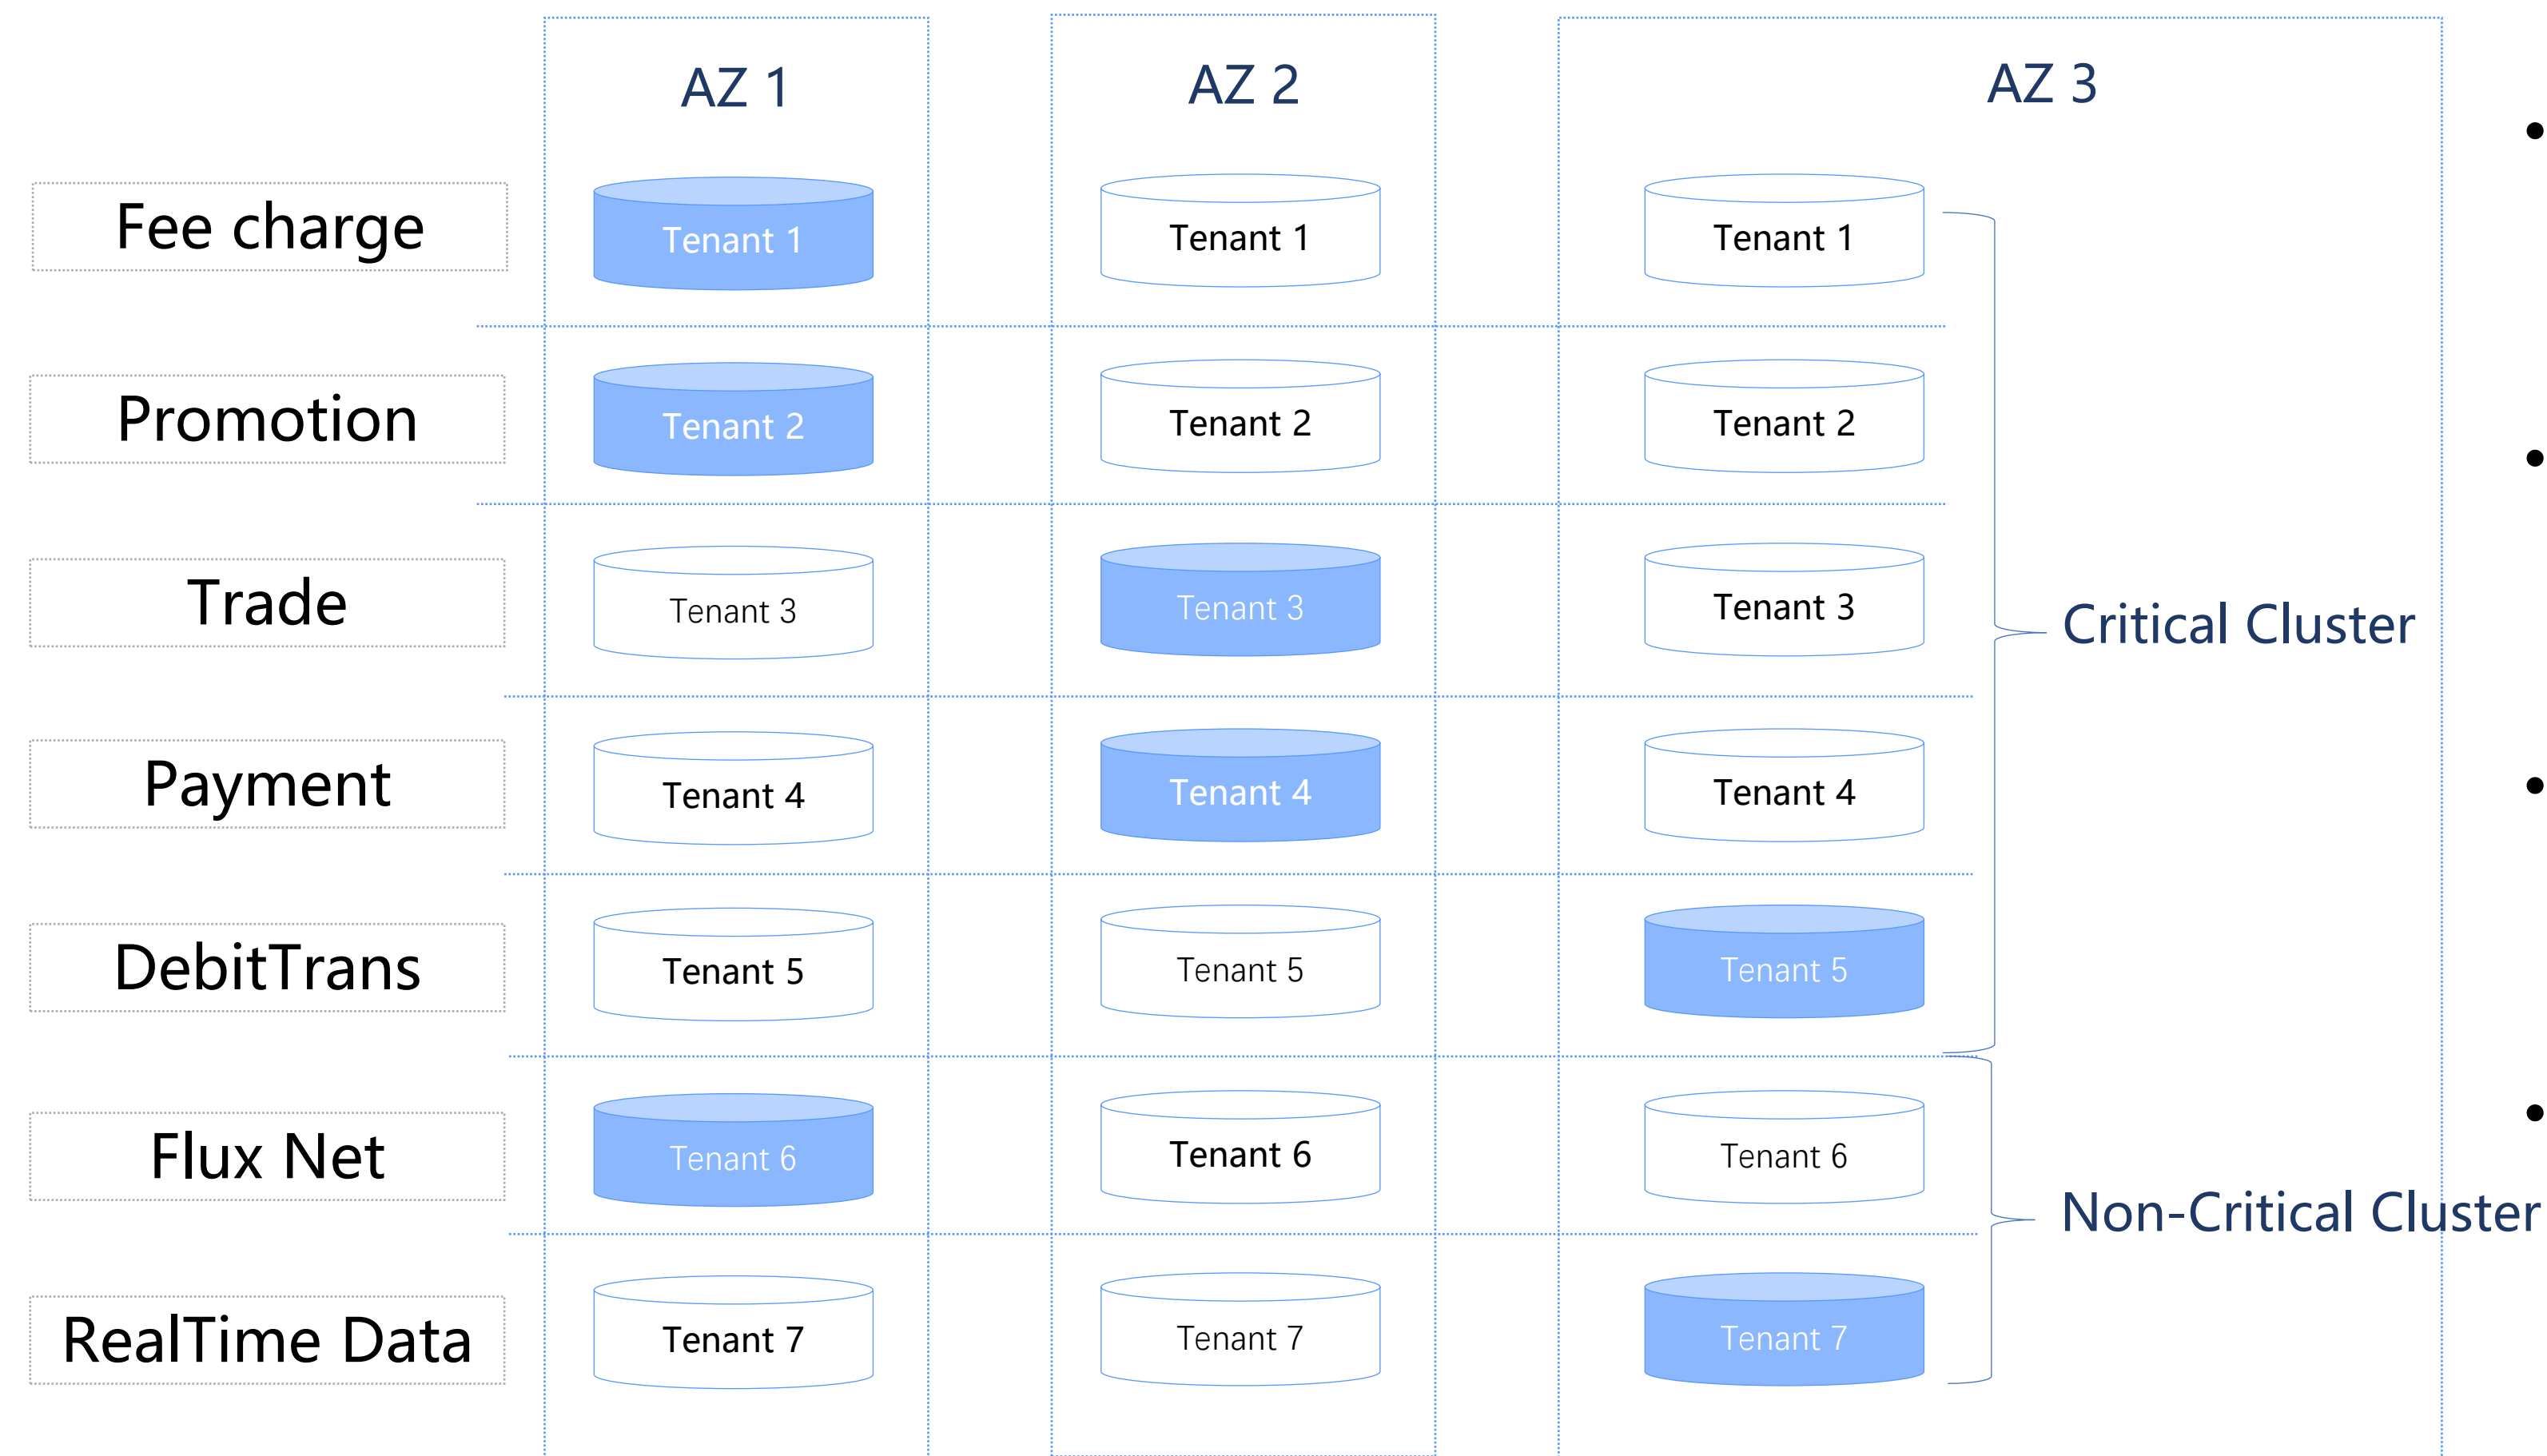 AZ 1
AZ 2
AZ 3
Fee charge
Tenant 1
Tenant 1
Tenant 1
Promotion
Tenant 2
Tenant 2
Tenant 2
Trade
Tenant 3
Tenant 3
Tenant 3
Critical Cluster
Payment
Tenant 4
Tenant 4
Tenant 4
DebitTrans
Tenant 5
Tenant 5
Tenant 5
Flux Net
Tenant 6
Tenant 6
Tenant 6
Non-Critical Cluster
RealTime Data
Tenant 7
Tenant 7
Tenant 7